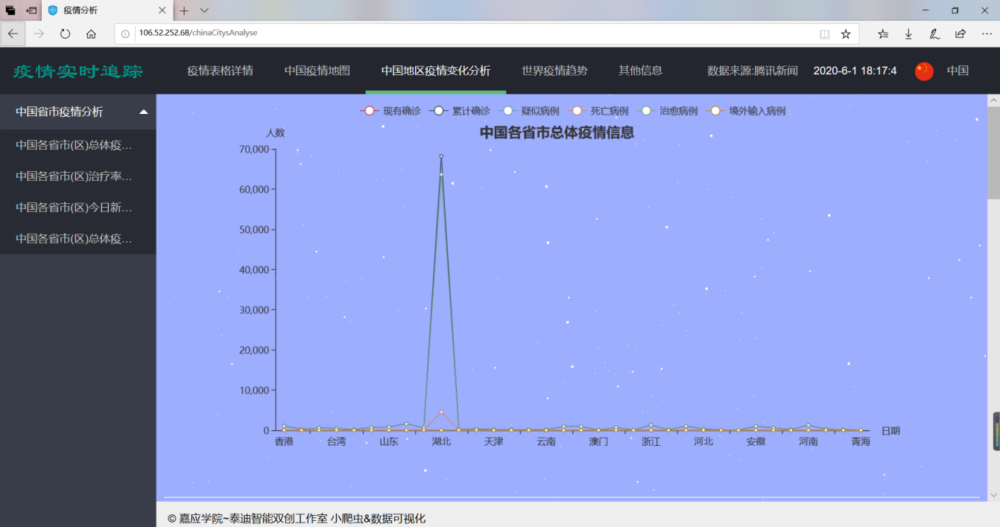 疫情分析
106.52.252.68/chinaCitysAnalyse
疫情实时追踪
疫情表格详情 中国疫情地图 中国地区疫情变化分析 世界疫情趋势 其他信息 数据来源:腾讯新闻 2020-6-1 18:17:4 中国
中国省市疫情分析
中国各省市(区)总体疫...
中国各省市(区)治疗率...
中国各省市(区)今日新...
中国各省市(区)总体疫...
现有确诊 累计确诊 疑似病例 死亡病例 治愈病例 境外输入病例
中国各省市总体疫情信息
人数
70,000
60,000
50,000
40,000
30,000
20,000
10,000
0
香港 台湾 山东 湖北 天津 云南 澳门 浙江 河北 安徽 河南 青海
日期
© 嘉应学院~泰迪智能双创工作室 小爬虫&数据可视化